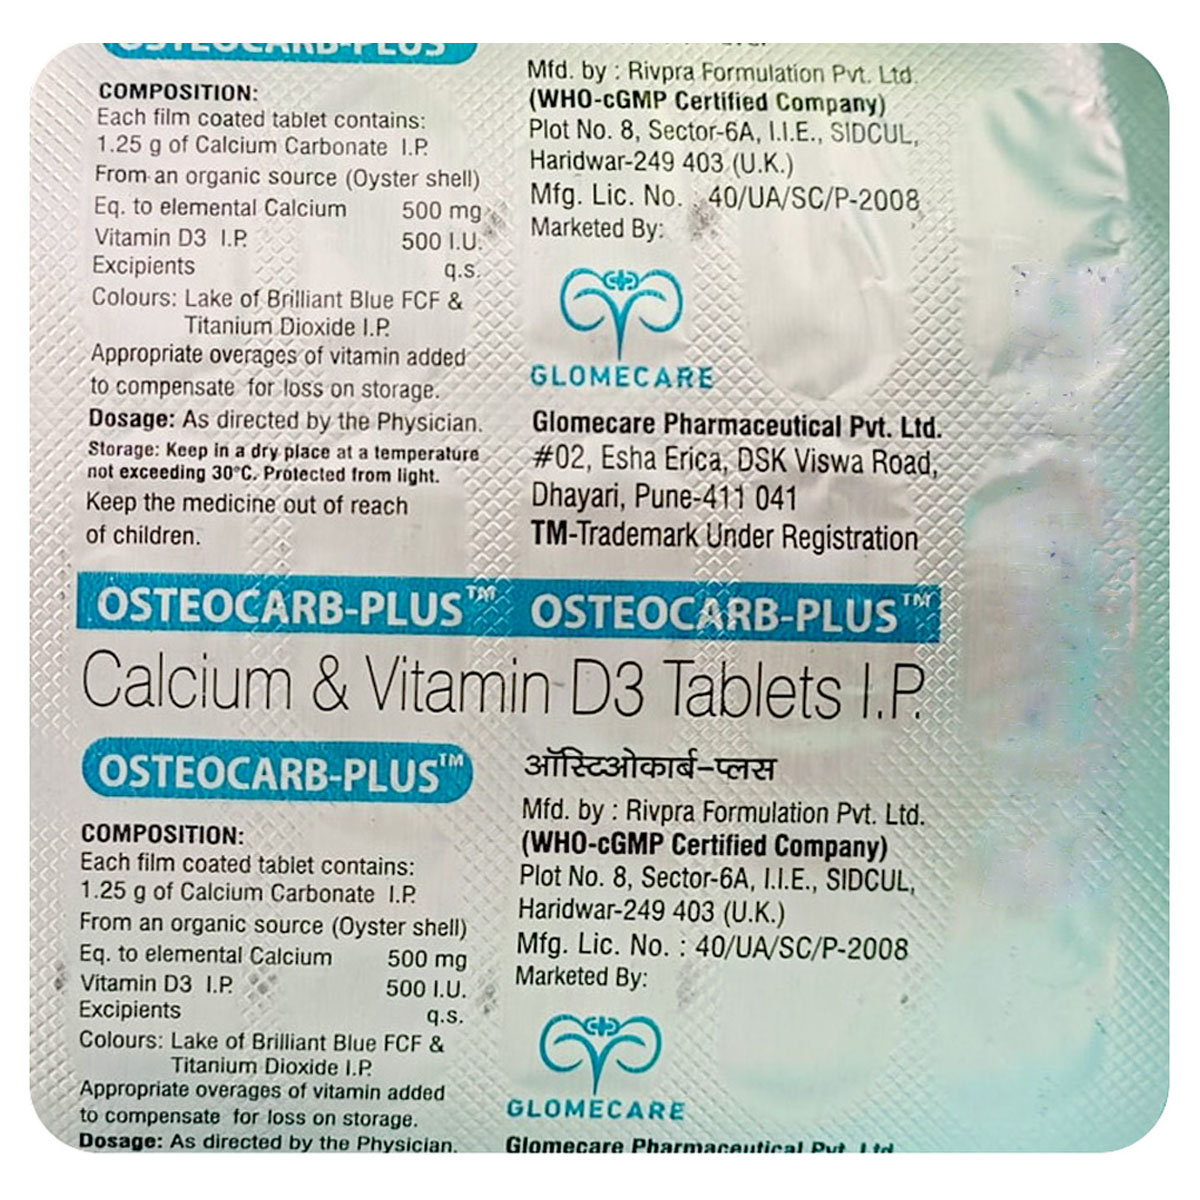 OSTEOCARB-PLUS
COMPOSITION:
Each film coated tablet contains:
1.25 g of Calcium Carbonate I.P.
From an organic source (Oyster shell)
Eq. to elemental Calcium 500 mg
Vitamin D3 I.P. 500 I.U.
Excipients q.s.
Colours: Lake of Brilliant Blue FCF &
Titanium Dioxide I.P.
Appropriate overages of vitamin added
to compensate for loss on storage.
Dosage: As directed by the Physician.
Storage: Keep in a dry place at a temperature
not exceeding 30°C. Protected from light.
Keep the medicine out of reach
of children.
Mfd. by : Rivpra Formulation Pvt. Ltd.
(WHO-cGMP Certified Company)
Plot No. 8, Sector-6A, I.I.E., SIDCUL,
Haridwar-249 403 (U.K.)
Mfg. Lic. No. : 40/UA/SC/P-2008
Marketed By:
GLOMECARE
Glomecare Pharmaceutical Pvt. Ltd.
#02, Esha Erica, DSK Viswa Road,
Dhayari, Pune-411 041
TM-Trademark Under Registration
OSTEOCARB-PLUS™ OSTEOCARB-PLUS™
Calcium & Vitamin D3 Tablets I.P.
OSTEOCARB-PLUS™
COMPOSITION:
Each film coated tablet contains:
1.25 g of Calcium Carbonate I.P.
From an organic source (Oyster shell)
Eq. to elemental Calcium 500 mg
Vitamin D3 I.P. 500 I.U.
Excipients q.s.
Colours: Lake of Brilliant Blue FCF &
Titanium Dioxide I.P.
Appropriate overages of vitamin added
to compensate for loss on storage.
Dosage: As directed by the Physician.
ऑस्टिओकार्ब-प्लस
Mfd. by : Rivpra Formulation Pvt. Ltd.
(WHO-cGMP Certified Company)
Plot No. 8, Sector-6A, I.I.E., SIDCUL,
Haridwar-249 403 (U.K.)
Mfg. Lic. No. : 40/UA/SC/P-2008
Marketed By:
GLOMECARE
Glomecare Pharmaceutical Pvt. Ltd.